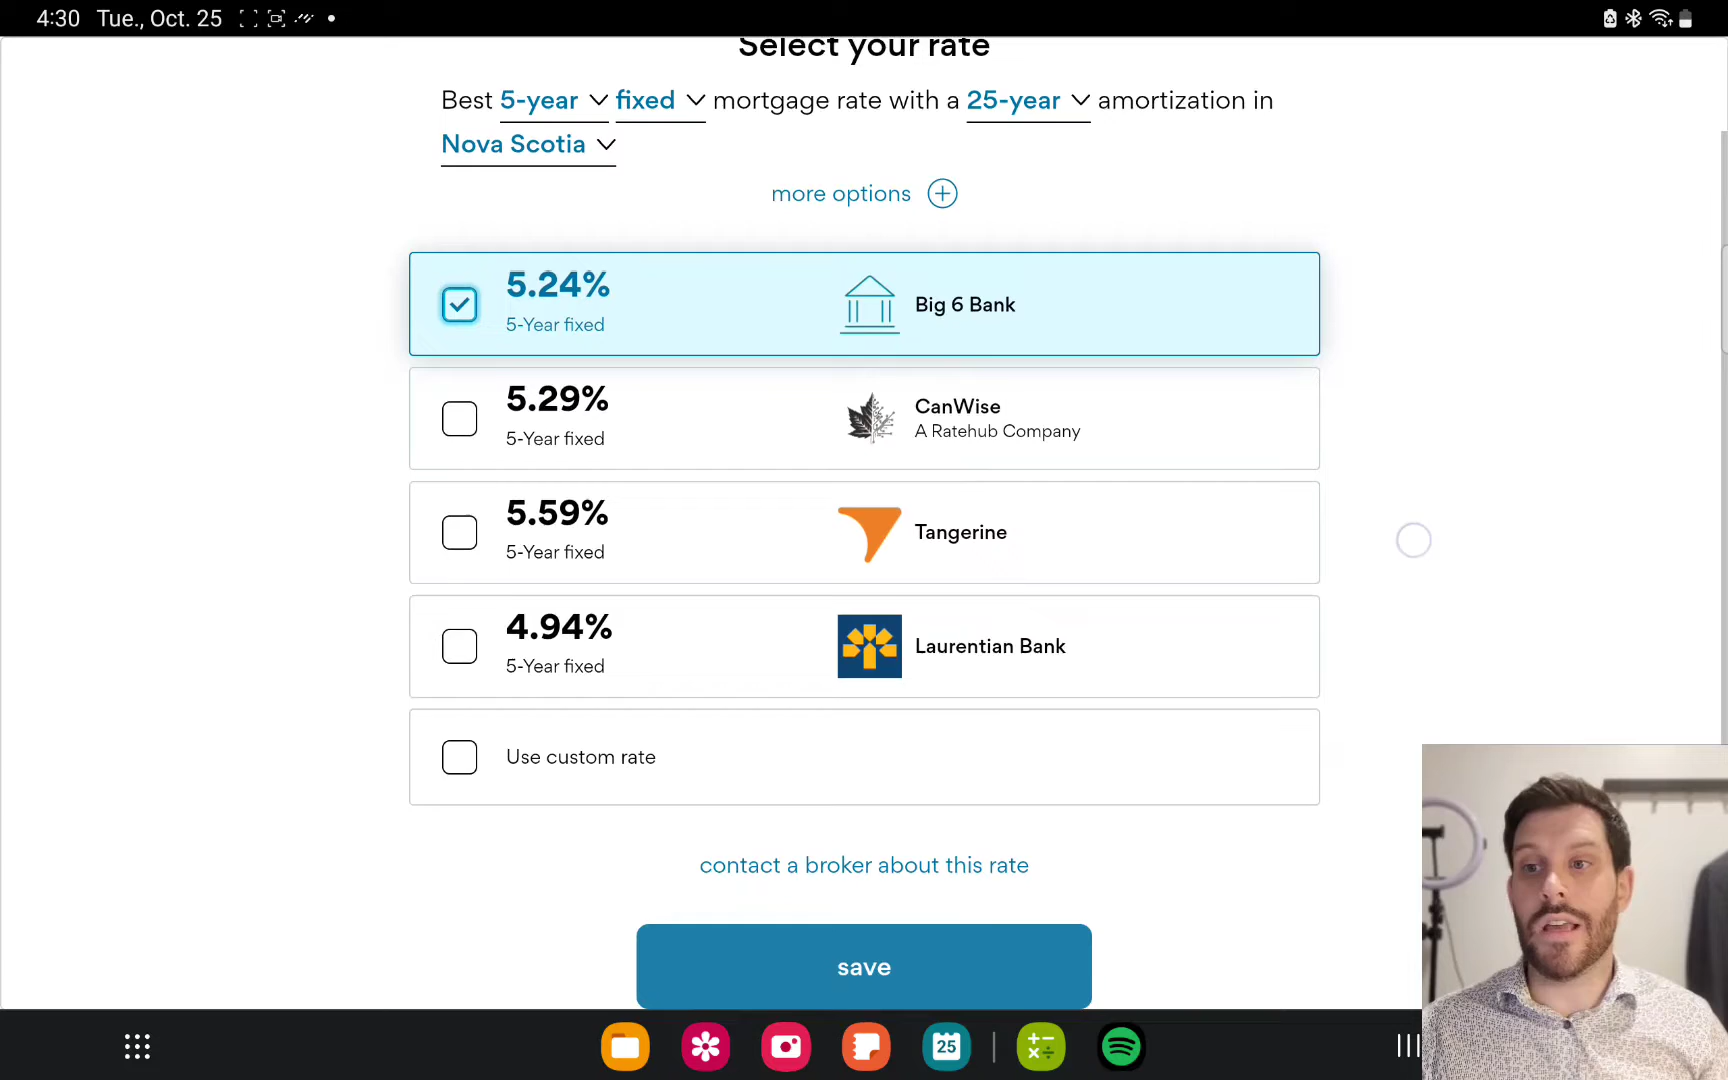 4:30 Tue., Oct. 25
Select your rate
Best 5-year fixed mortgage rate with a 25-year amortization in
Nova Scotia
more options
5.24%
5-Year fixed
Big 6 Bank
5.29%
5-Year fixed
CanWise
A Ratehub Company
5.59%
5-Year fixed
Tangerine
4.94%
5-Year fixed
Laurentian Bank
Use custom rate
contact a broker about this rate
save
25